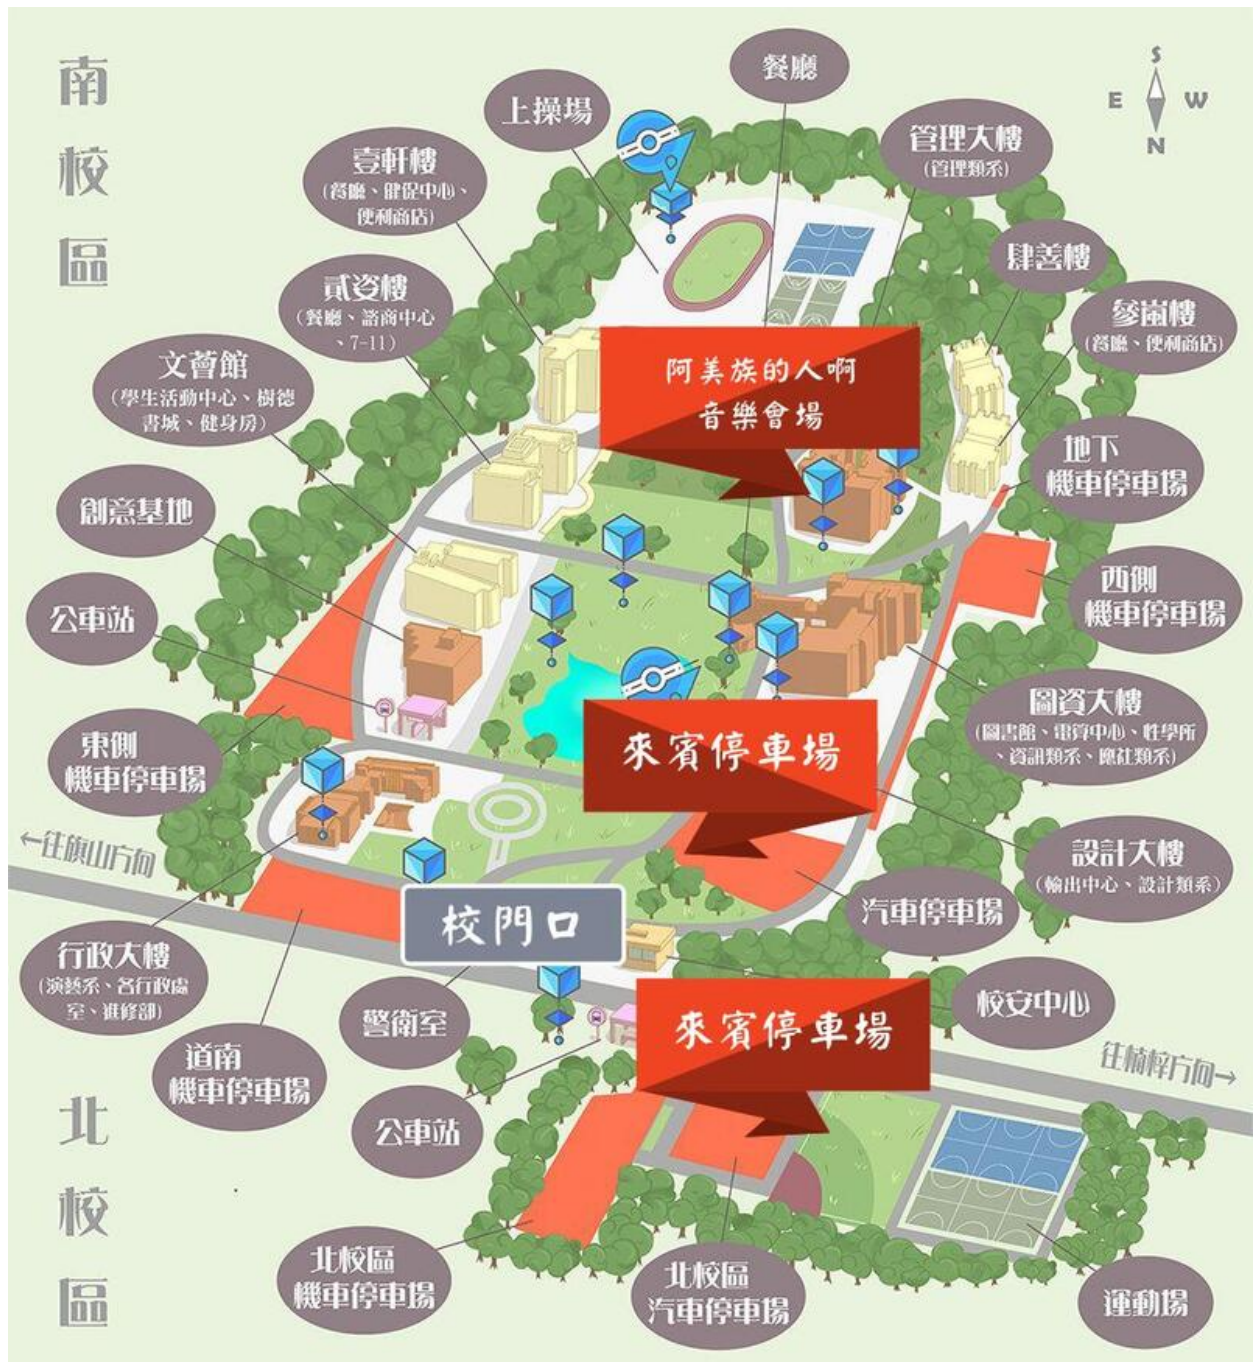 南校區
S
E
W
N
餐廳
上操場
管理大樓
(管理類系)
壹軒樓
(餐廳、健促中心、
便利商店)
肆善樓
貳姿樓
(餐廳、諮商中心
、7-11)
參嵐樓
(餐廳、便利商店)
文薈館
(學生活動中心、樹德
書城、健身房)
阿美族的人啊
音樂會場
地下
機車停車場
創意基地
西側
機車停車場
公車站
圖資大樓
(圖書館、電資中心、性學所
、資訊類系、應社類系)
東側
機車停車場
來賓停車場
←往旗山方向
設計大樓
(輸出中心、設計類系)
汽車停車場
校門口
行政大樓
(演藝系、各行政處
室、進修部)
警衛室
校安中心
來賓停車場
道南
機車停車場
往楠梓方向→
公車站
北校區
北校區
機車停車場
北校區
汽車停車場
運動場